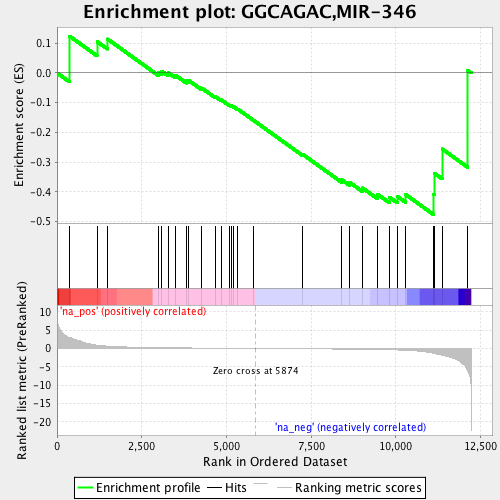 Enrichment plot: GGCAGAC,MIR-346
Enrichment score (ES)
0.1
0.0
-0.1
-0.2
-0.3
-0.4
-0.5
'na_pos' (positively correlated)
Ranked list metric (PreRanked)
10
5
0
-5
-10
-15
-20
Zero cross at 5874
'na_neg' (negatively correlated)
0
2,500
5,000
7,500
10,000
12,500
Rank in Ordered Dataset
Enrichment profile
Hits
Ranking metric scores